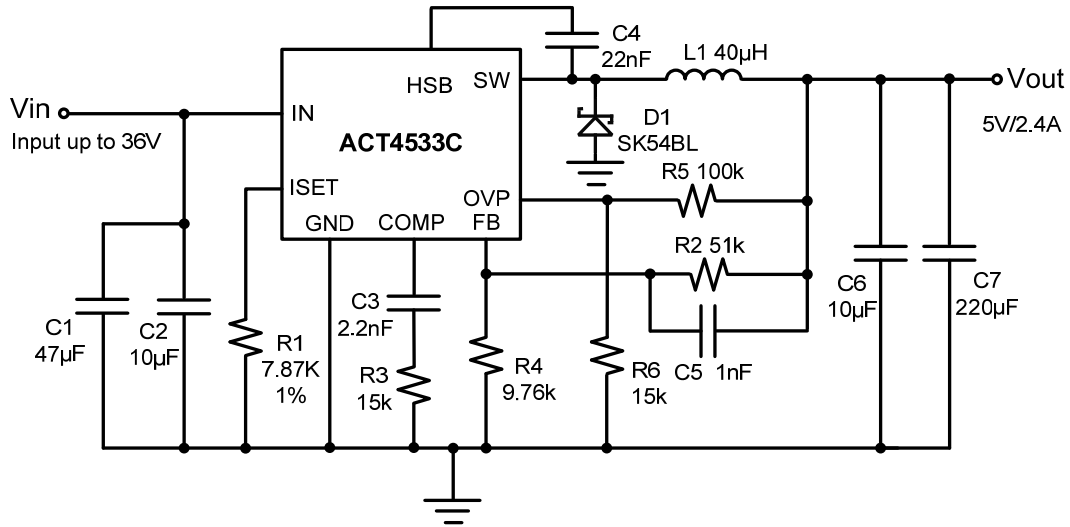 C4
22nF
L1 40µH
HSB
SW
Vout
Vin
IN
D1
5V/2.4A
Input up to 36V
ACT4533C
SK54BL
R5 100k
ISET
OVP
GND
COMP
FB
R2 51k
C3
2.2nF
C6
10µF
C7
220µF
C1
47µF
C2
10µF
R1
7.87K
1%
R3
15k
R4
9.76k
R6
15k
C5 1nF